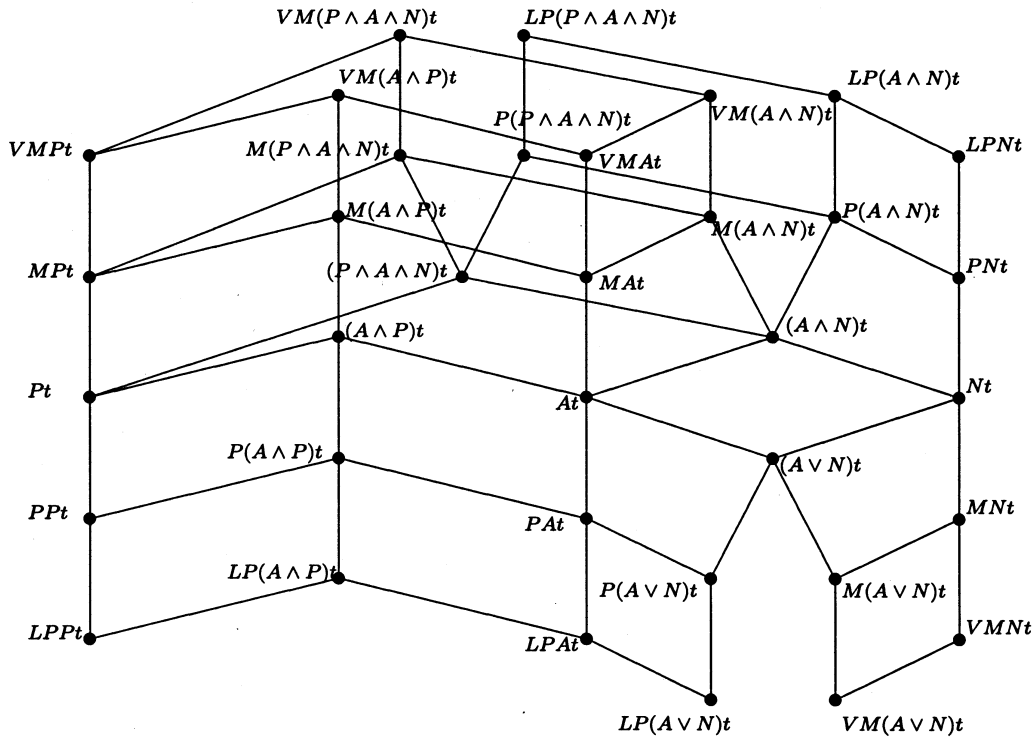 VM(P ∧ A ∧ N)t
LP(P ∧ A ∧ N)t
VM(A ∧ P)t
LP(A ∧ N)t
P(P ∧ A ∧ N)t
VM(A ∧ N)t
VMPt
M(P ∧ A ∧ N)t
VMAt
LPNt
M(A ∧ P)t
M(A ∧ N)t
P(A ∧ N)t
MPt
(P ∧ A ∧ N)t
MAt
PNt
(A ∧ P)t
(A ∧ N)t
Pt
At
Nt
P(A ∧ P)t
(A ∨ N)t
PPt
PAt
MNt
LP(A ∧ P)t
P(A ∨ N)t
M(A ∨ N)t
LPPt
LPAt
VMNt
LP(A ∨ N)t
VM(A ∨ N)t